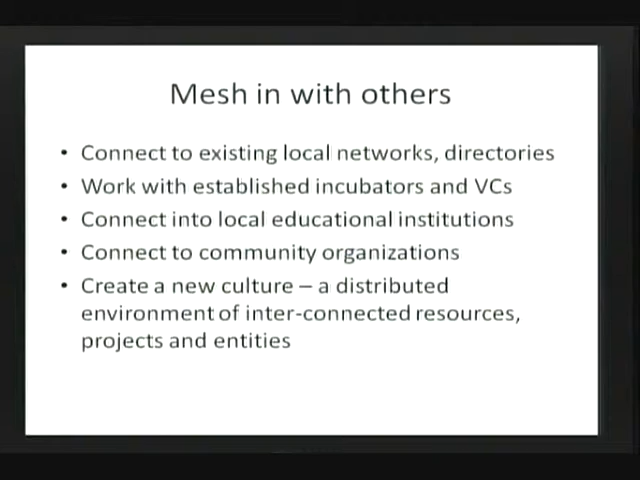 Mesh in with others
• Connect to existing local networks, directories
• Work with established incubators and VCs
• Connect into local educational institutions
• Connect to community organizations
• Create a new culture – a distributed
environment of inter-connected resources,
projects and entities